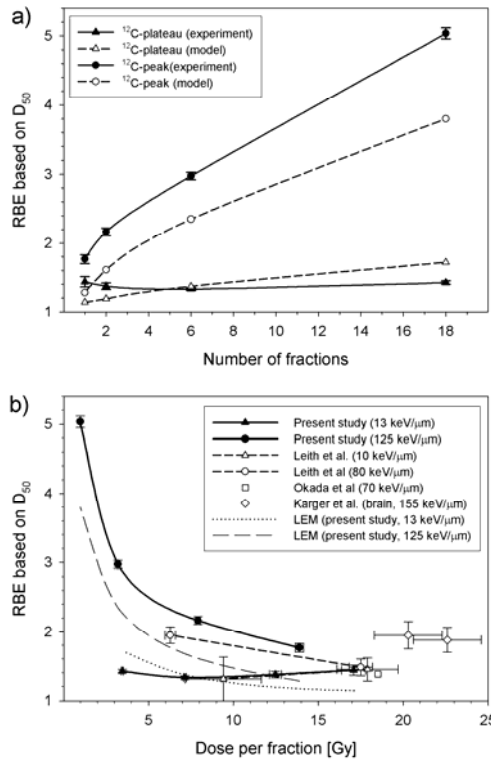 a)
¹²C-plateau (experiment)
¹²C-plateau (model)
¹²C-peak(experiment)
¹²C-peak (model)
5
4
3
2
1
RBE based on D₅₀
2 4 6 8 10 12 14 16 18
Number of fractions
b)
Present study (13 keV/μm)
Present study (125 keV/μm)
Leith et al. (10 keV/μm)
Leith et al (80 keV/μm)
Okada et al (70 keV/μm)
Karger et al. (brain, 155 keV/μm)
LEM (present study, 13 keV/μm)
LEM (present study, 125 keV/μm)
5
4
3
2
1
RBE based on D₅₀
5 10 15 20 25
Dose per fraction [Gy]